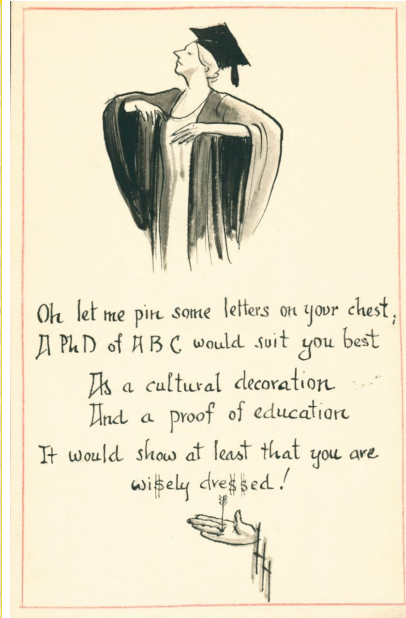 Oh let me pin some letters on your chest;
A PhD of A B C would suit you best
As a cultural decoration
And a proof of education
It would show at least that you are
wi$ely dre$$ed!